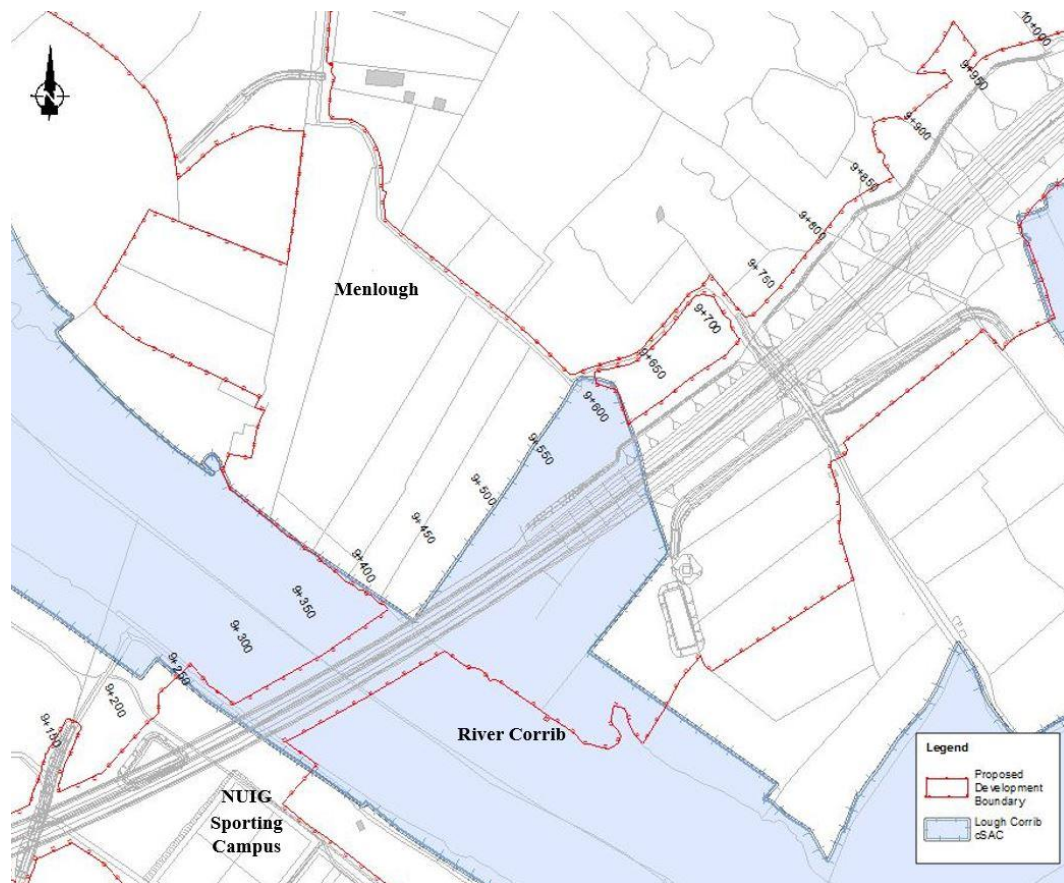 N
10+000
9+950
9+900
9+850
9+800
9+750
9+700
9+650
9+600
9+550
9+500
9+450
9+400
9+350
9+300
9+250
9+200
9+150
Menlough
River Corrib
NUIG
Sporting
Campus
Legend
Proposed
Development
Boundary
Lough Corrib
cSAC